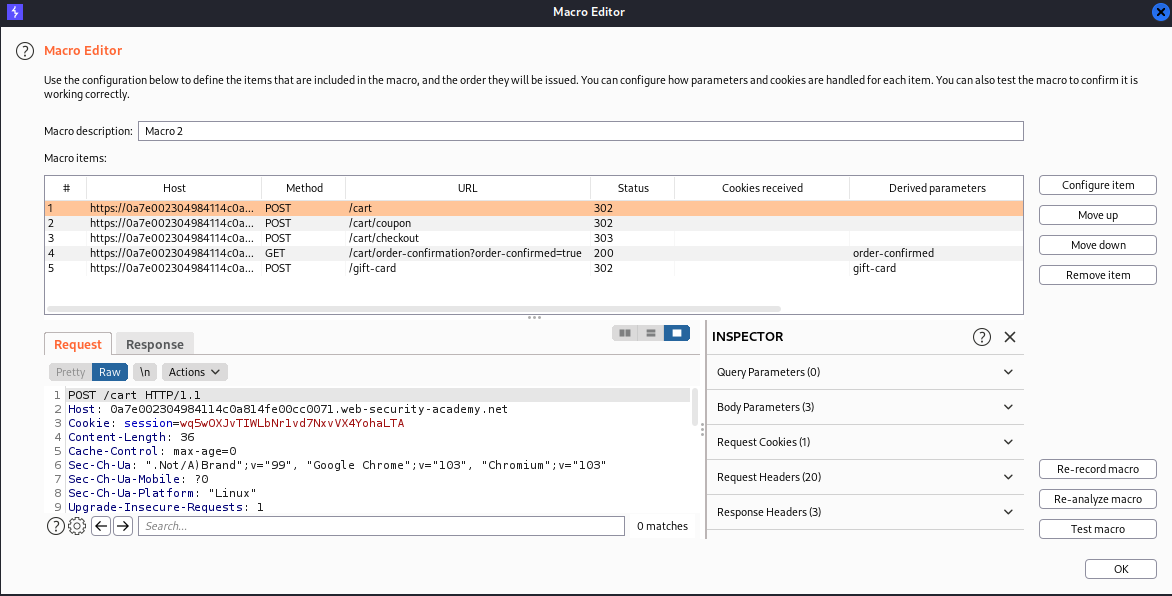 Macro Editor
? Macro Editor
Use the configuration below to define the items that are included in the macro, and the order they will be issued. You can configure how parameters and cookies are handled for each item. You can also test the macro to confirm it is
working correctly.
Macro description: Macro 2
Macro items:
# Host Method URL Status Cookies received Derived parameters
1 https://0a7e002304984114c0a... POST /cart 302
2 https://0a7e002304984114c0a... POST /cart/coupon 302
3 https://0a7e002304984114c0a... POST /cart/checkout 303
4 https://0a7e002304984114c0a... GET /cart/order-confirmation?order-confirmed=true 200 order-confirmed
5 https://0a7e002304984114c0a... POST /gift-card 302 gift-card
Configure item
Move up
Move down
Remove item
Request Response
Pretty Raw \n Actions
1 POST /cart HTTP/1.1
2 Host: 0a7e002304984114c0a814fe00cc0071.web-security-academy.net
3 Cookie: session=wq5wOXJvTIWLbNr1vd7NxvVX4YohaLTA
4 Content-Length: 36
5 Cache-Control: max-age=0
6 Sec-Ch-Ua: ".Not/A)Brand";v="99", "Google Chrome";v="103", "Chromium";v="103"
7 Sec-Ch-Ua-Mobile: ?0
8 Sec-Ch-Ua-Platform: "Linux"
9 Upgrade-Insecure-Requests: 1
? Search... 0 matches
INSPECTOR ?
Query Parameters (0)
Body Parameters (3)
Request Cookies (1)
Request Headers (20)
Response Headers (3)
Re-record macro
Re-analyze macro
Test macro
OK